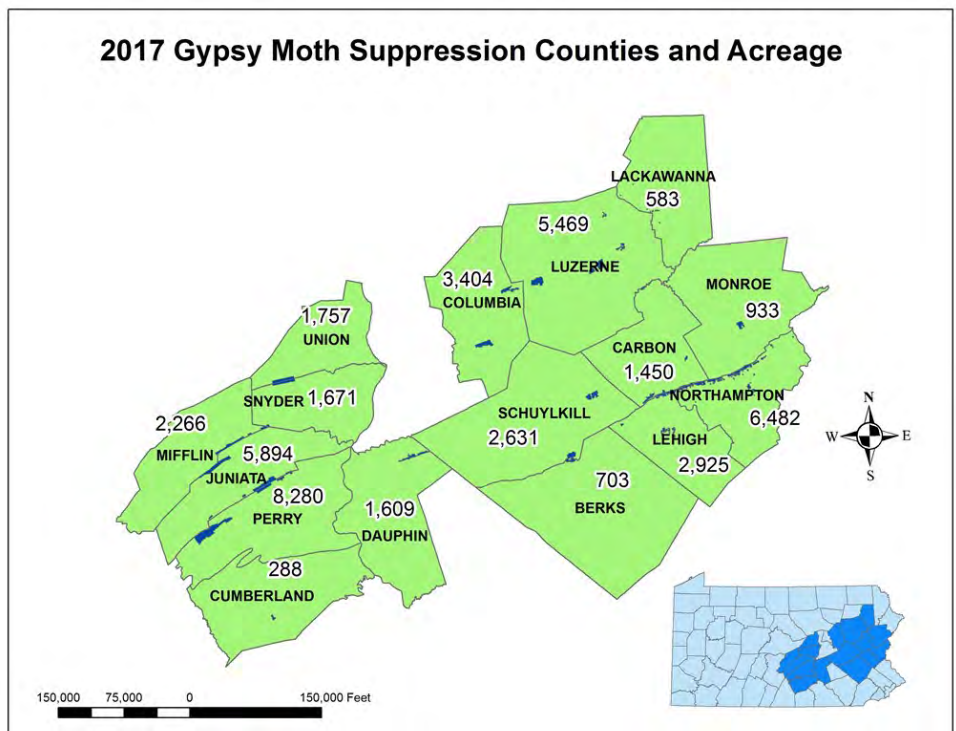 2017 Gypsy Moth Suppression Counties and Acreage
LACKAWANNA
583
5,469
LUZERNE
3,404
COLUMBIA
MONROE
933
1,757
UNION
CARBON
1,450
NORTHAMPTON
6,482
SNYDER 1,671
SCHUYLKILL
2,631
LEHIGH
2,925
2,266
MIFFLIN
5,894
JUNIATA
8,280
PERRY
703
BERKS
1,609
DAUPHIN
288
CUMBERLAND
N
W E
S
150,000 75,000 0 150,000 Feet